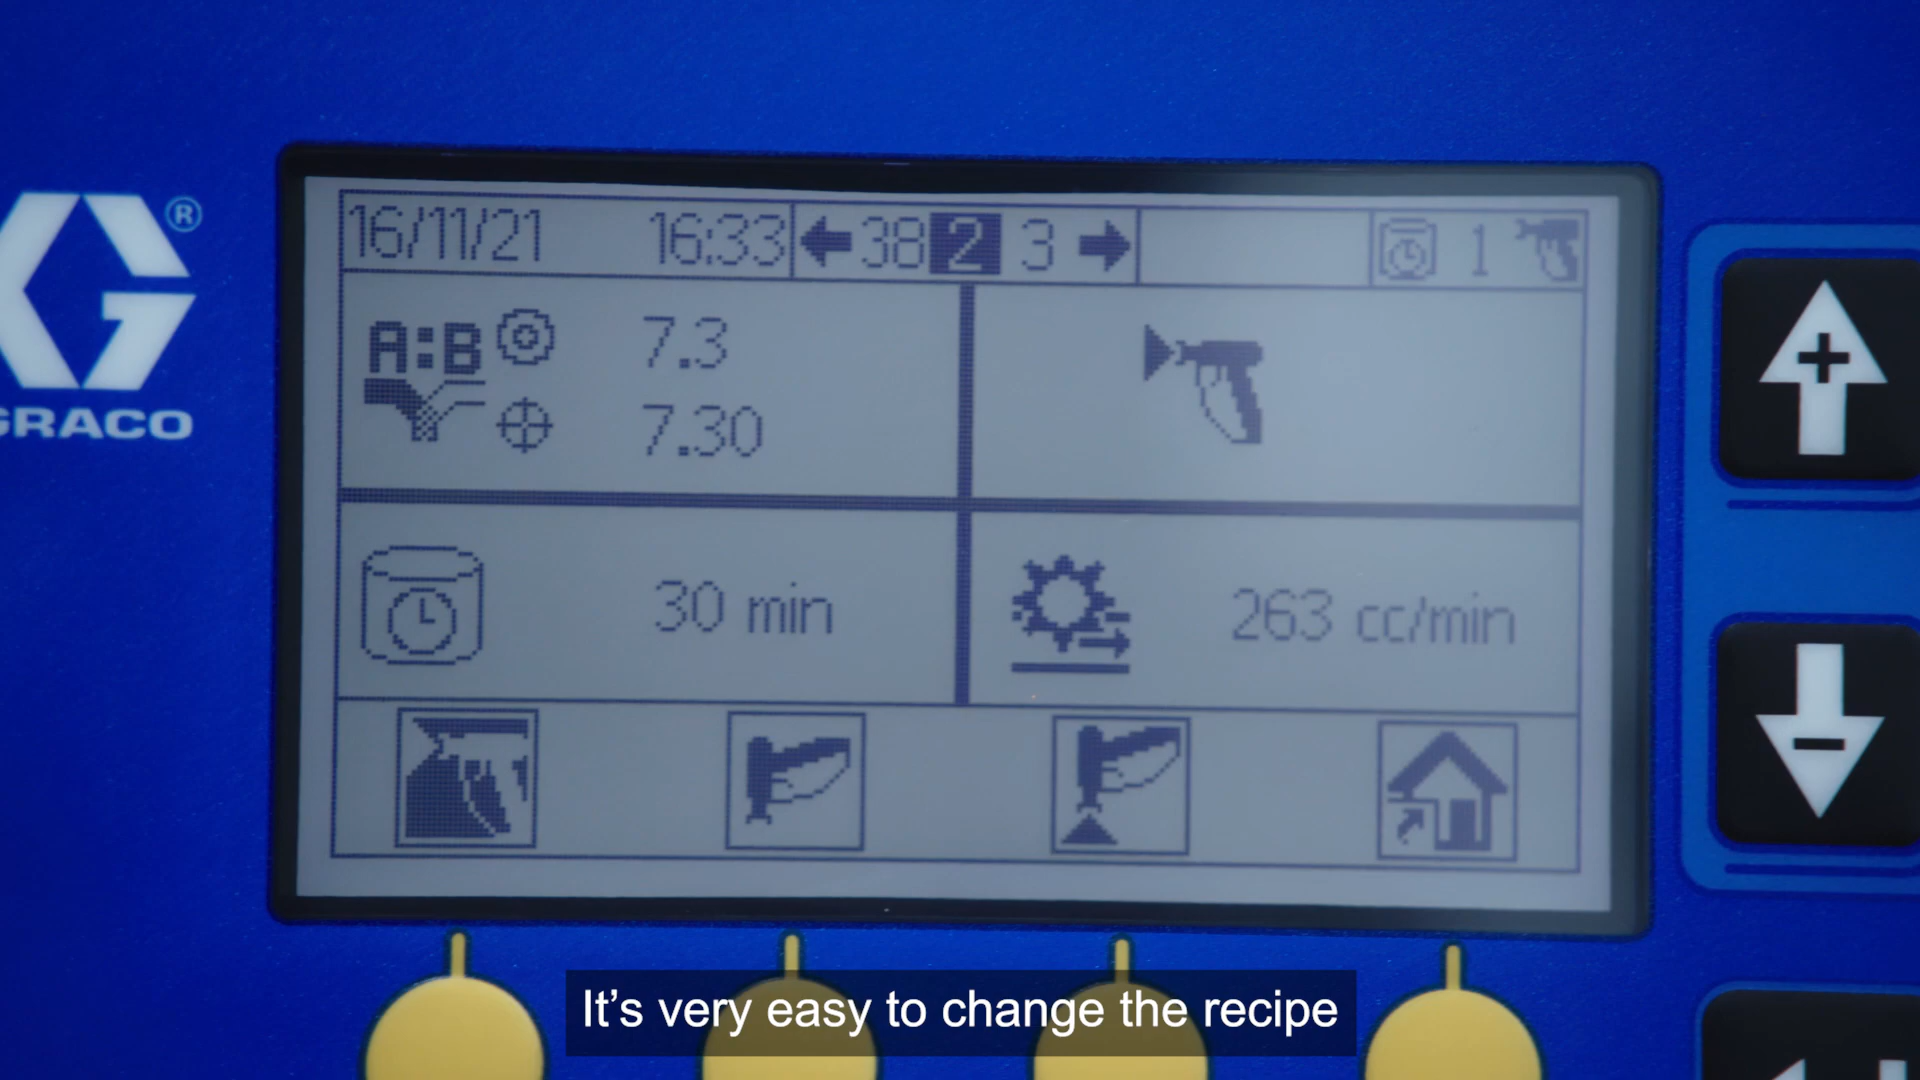 16/11/21 16:33 38 2 3 1
®
GRACO
A:B 7.3
7.30
30 min
263 cc/min
It's very easy to change the recipe